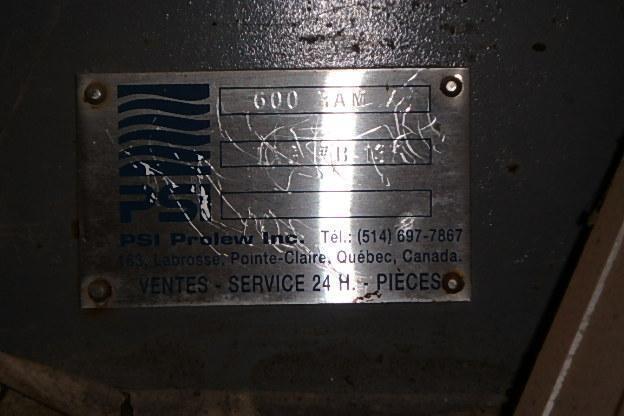 600
PSI
PSI Prolew Inc. Tél.: (514) 697-7867
163, Labrosse, Pointe-Claire, Québec, Canada.
VENTES - SERVICE 24 H. - PIÈCES